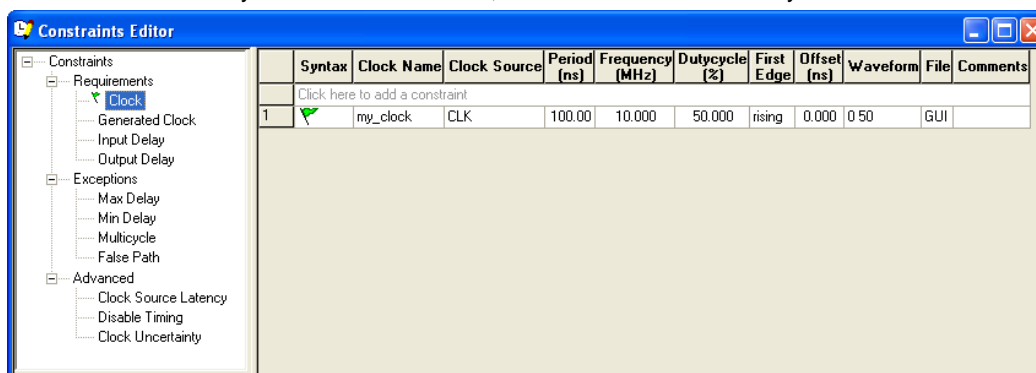 Constraints Editor
Constraints
Requirements
Clock
Generated Clock
Input Delay
Output Delay
Exceptions
Max Delay
Min Delay
Multicycle
False Path
Advanced
Clock Source Latency
Disable Timing
Clock Uncertainty
Syntax Clock Name Clock Source Period (ns) Frequency (MHz) Dutycycle (%) First Edge Offset (ns) Waveform File Comments
Click here to add a constraint
1 my_clock CLK 100.00 10.000 50.000 rising 0.000 0 50 GUI